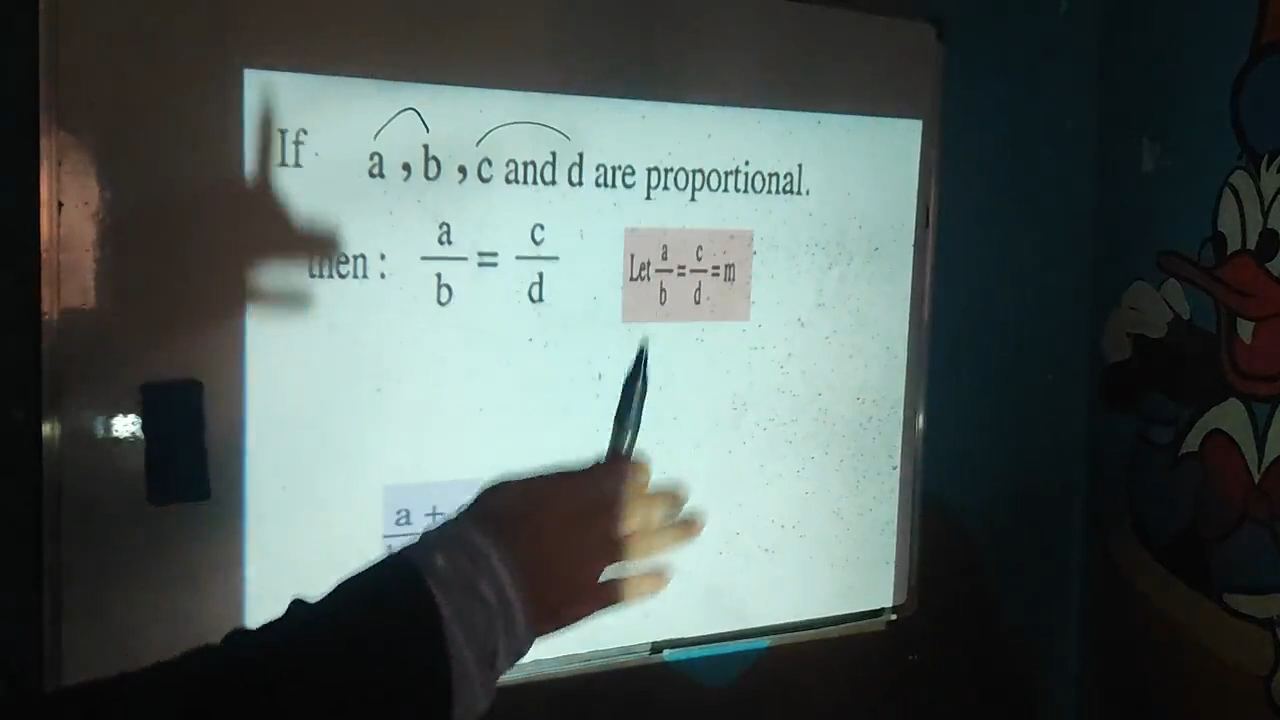 If a , b , c and d are proportional.
then : a/b = c/d
Let a/b = c/d = m
a +